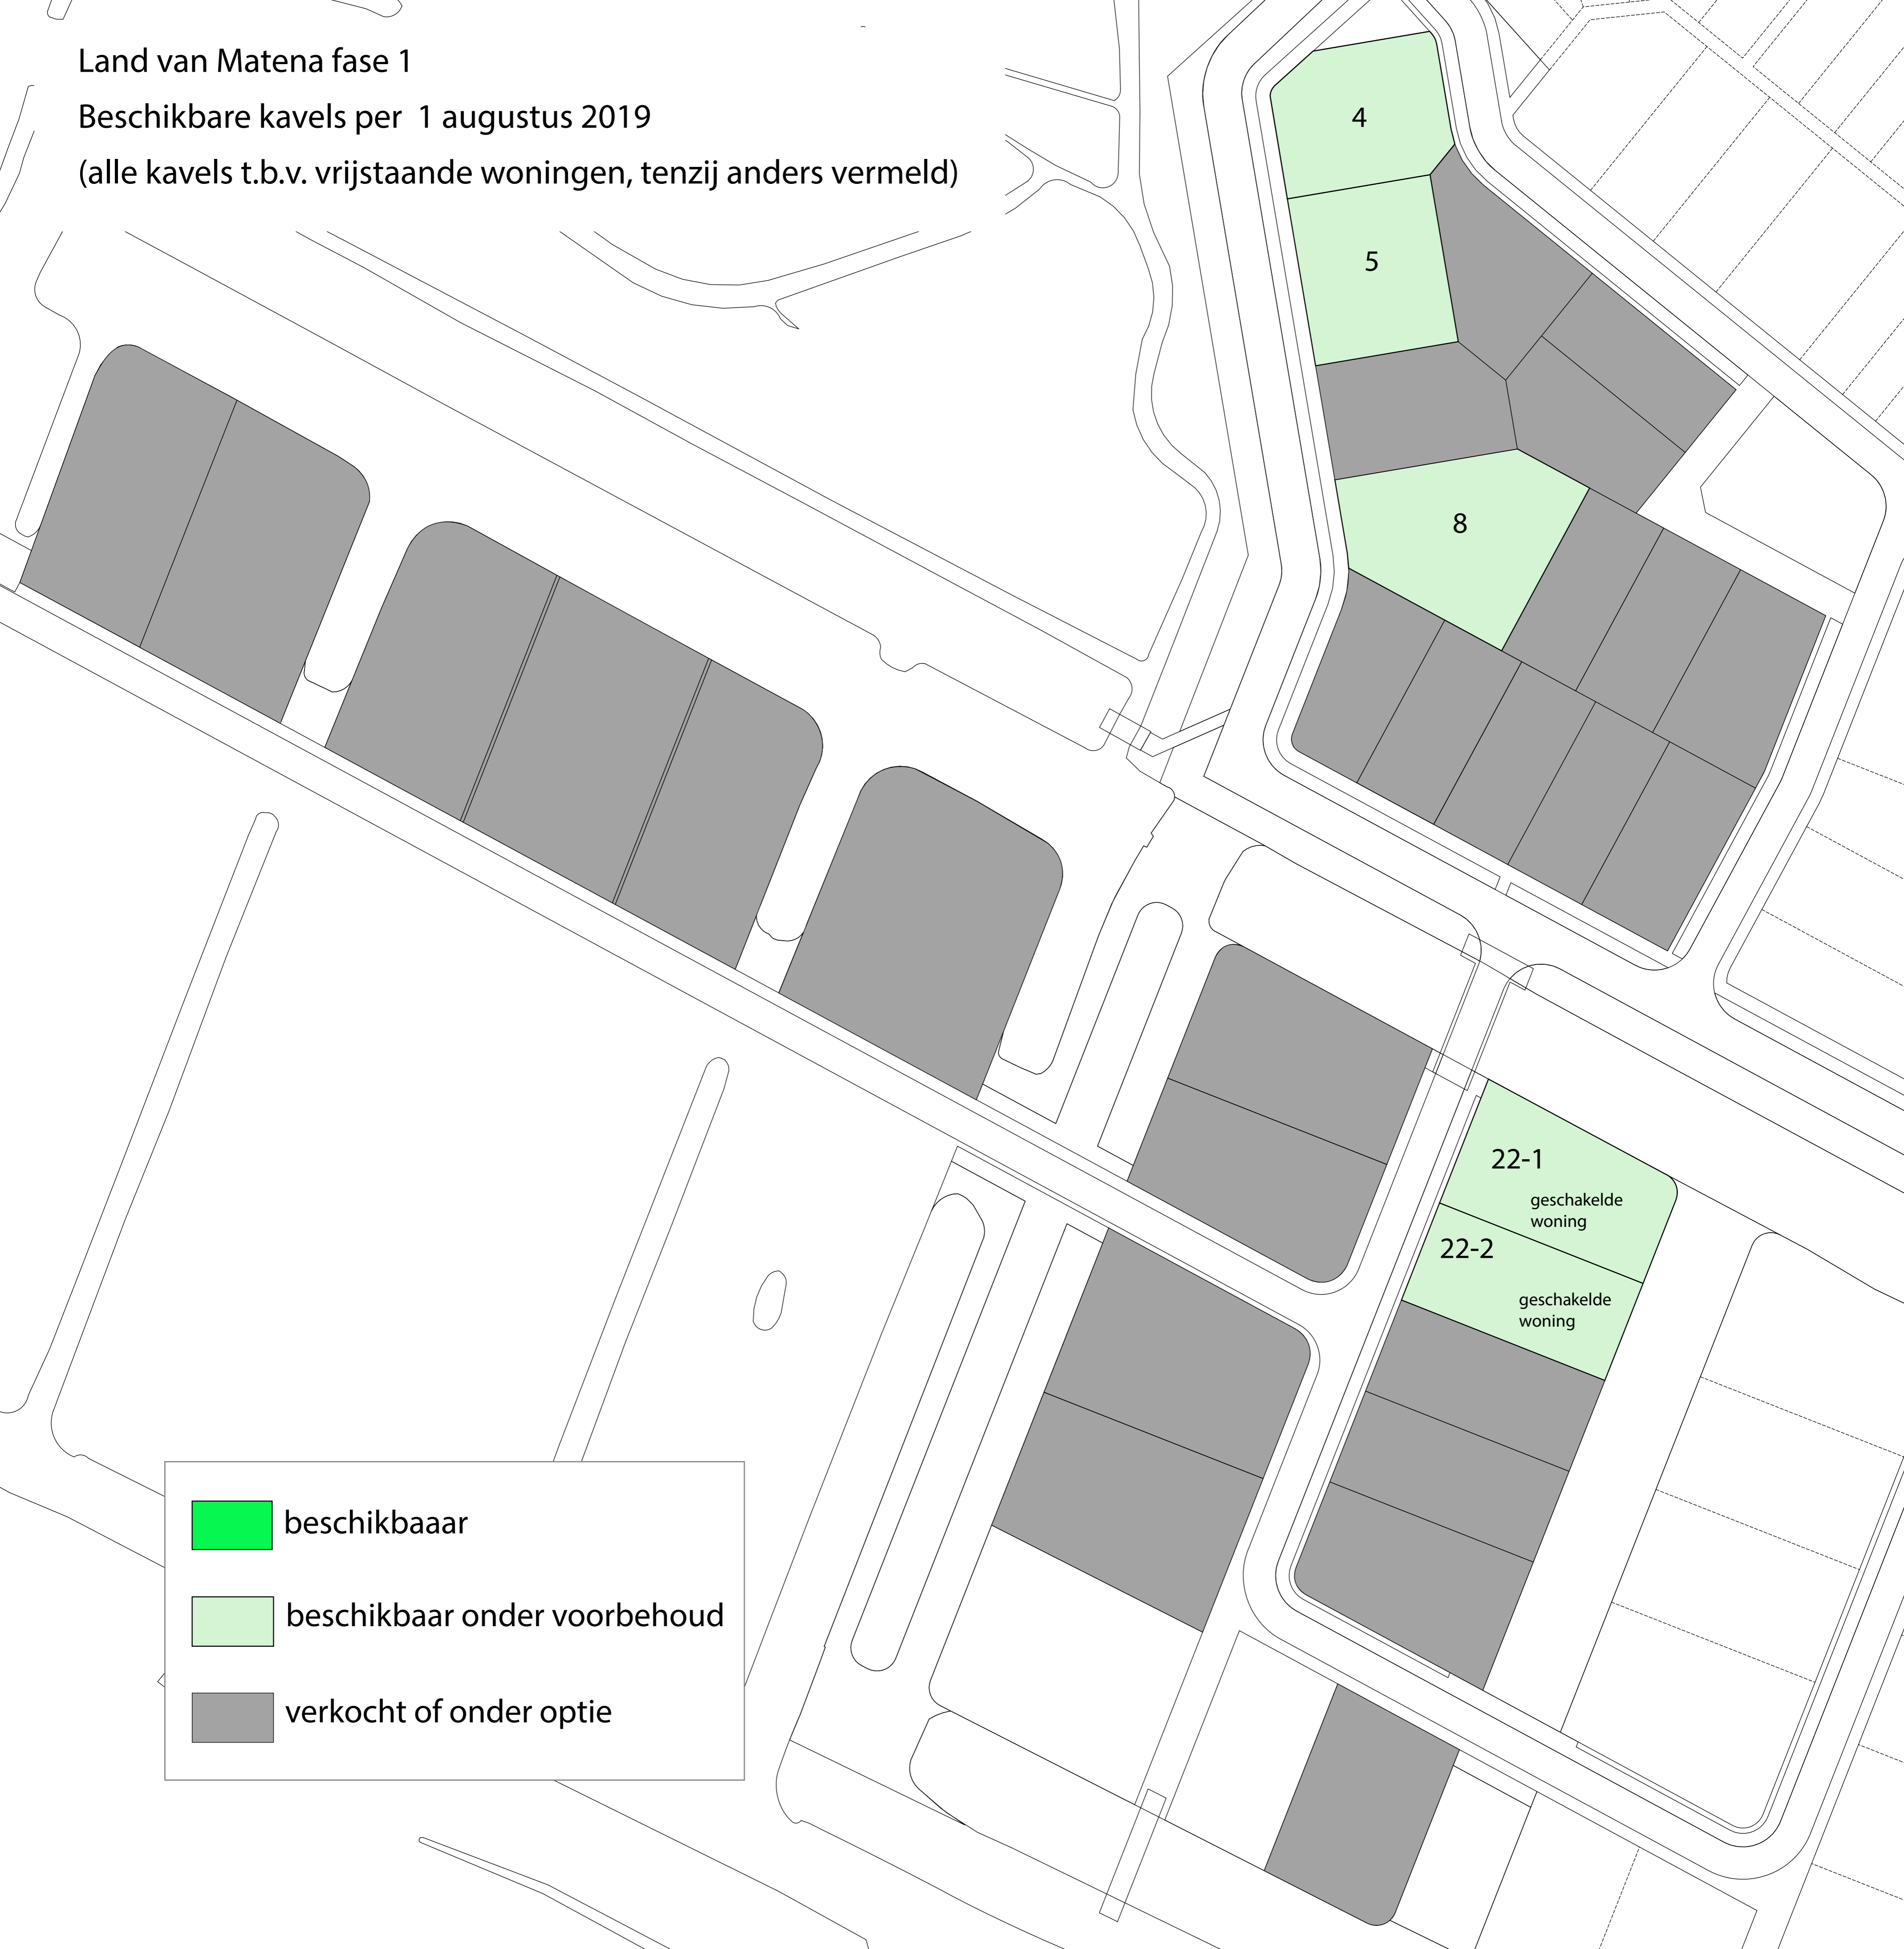 Land van Matena fase 1
Beschikbare kavels per 1 augustus 2019
(alle kavels t.b.v. vrijstaande woningen, tenzij anders vermeld)
4
5
8
22-1
geschakelde
woning
22-2
geschakelde
woning
beschikbaaar
beschikbaar onder voorbehoud
verkocht of onder optie